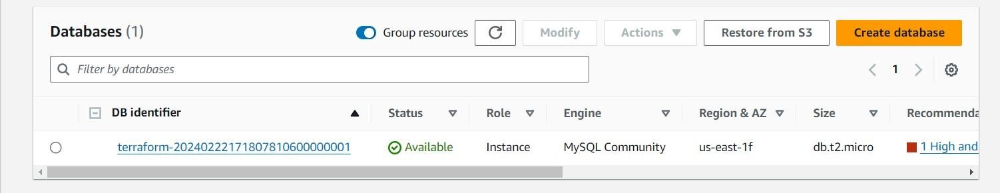 Databases (1)
Group resources
Modify
Actions
Restore from S3
Create database
Filter by databases
1
DB identifier
Status
Role
Engine
Region & AZ
Size
Recommenda
terraform-20240222171807810600000001
Available
Instance
MySQL Community
us-east-1f
db.t2.micro
1 High and